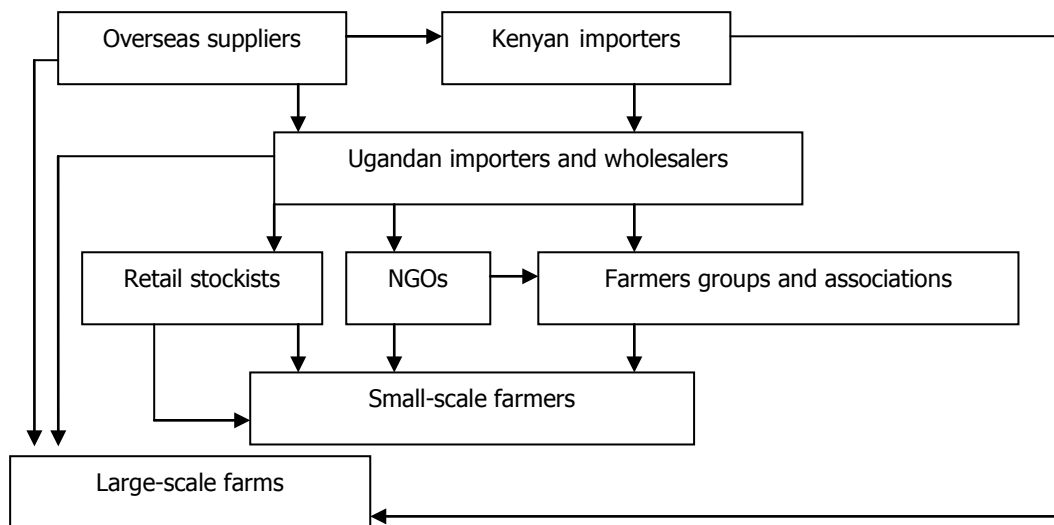 Overseas suppliers
Kenyan importers
Ugandan importers and wholesalers
Retail stockists
NGOs
Farmers groups and associations
Small-scale farmers
Large-scale farms